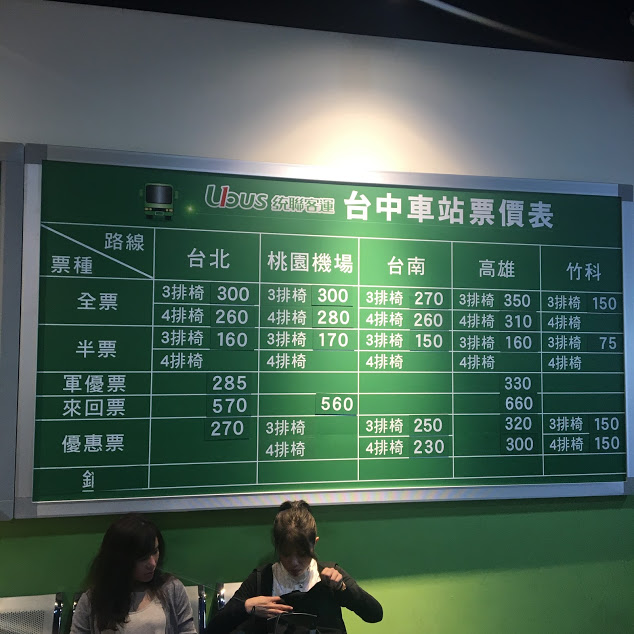 Ubus 統聯客運 台中車站票價表
路線
票種 台北 桃園機場 台南 高雄 竹科
全票 3排椅 300 3排椅 300 3排椅 270 3排椅 350 3排椅 150
4排椅 260 4排椅 280 4排椅 260 4排椅 310 4排椅
半票 3排椅 160 3排椅 170 3排椅 150 3排椅 160 3排椅 75
4排椅 4排椅 4排椅 4排椅 4排椅
軍優票 285 330
來回票 570 560 660
優惠票 270 3排椅 3排椅 250 320 3排椅 150
4排椅 4排椅 230 300 4排椅 150